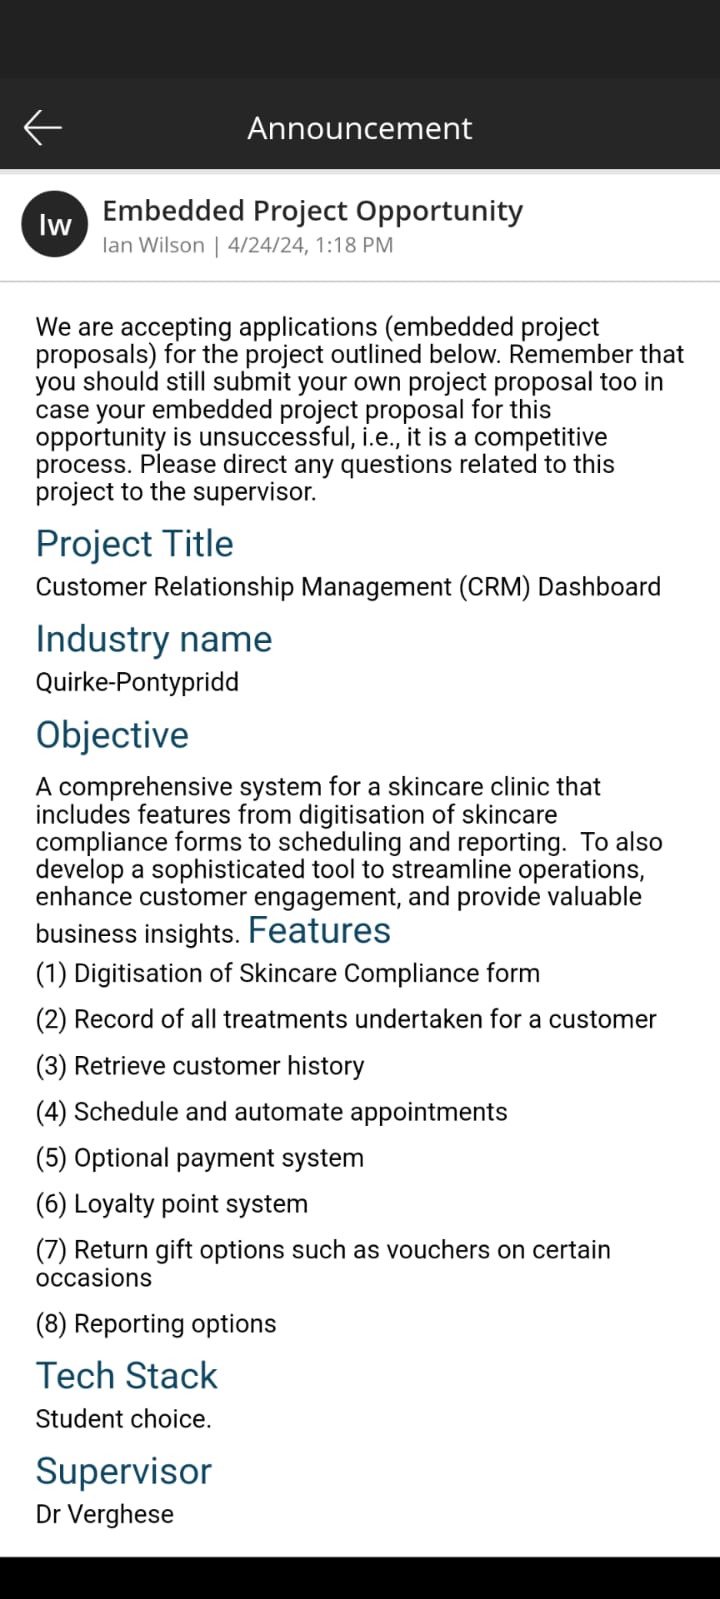 Announcement
Iw
Embedded Project Opportunity
Ian Wilson | 4/24/24, 1:18 PM
We are accepting applications (embedded project
proposals) for the project outlined below. Remember that
you should still submit your own project proposal too in
case your embedded project proposal for this
opportunity is unsuccessful, i.e., it is a competitive
process. Please direct any questions related to this
project to the supervisor.
Project Title
Customer Relationship Management (CRM) Dashboard
Industry name
Quirke-Pontypridd
Objective
A comprehensive system for a skincare clinic that
includes features from digitisation of skincare
compliance forms to scheduling and reporting.  To also
develop a sophisticated tool to streamline operations,
enhance customer engagement, and provide valuable
business insights. Features
(1) Digitisation of Skincare Compliance form
(2) Record of all treatments undertaken for a customer
(3) Retrieve customer history
(4) Schedule and automate appointments
(5) Optional payment system
(6) Loyalty point system
(7) Return gift options such as vouchers on certain
occasions
(8) Reporting options
Tech Stack
Student choice.
Supervisor
Dr Verghese